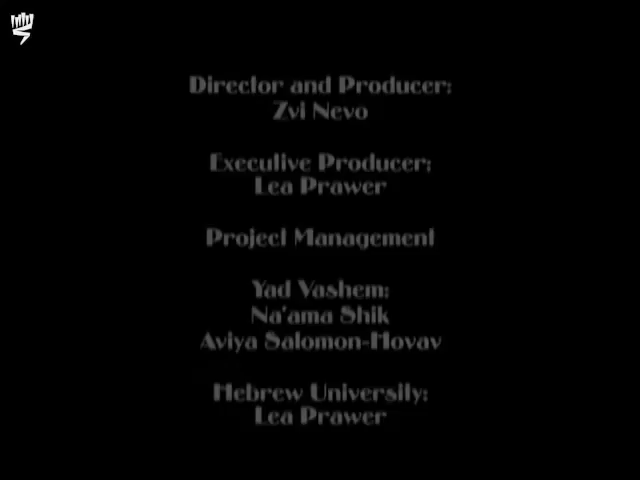 Director and Producer:
Zvi Nevo
Executive Producer:
Lea Prawer
Project Management
Yad Vashem:
Na'ama Shik
Aviya Salomon-Hovav
Hebrew University:
Lea Prawer